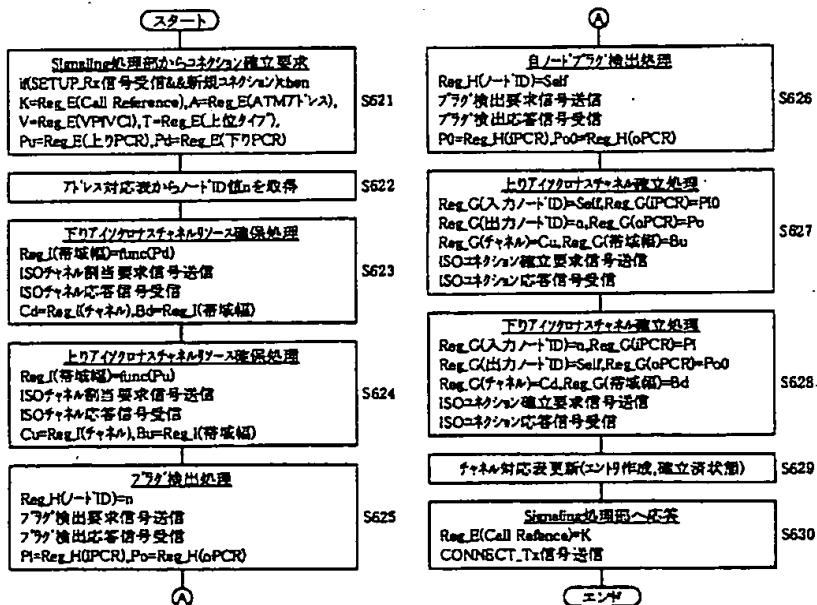 スタート
Signaling処理部からコネクション確立要求
if(SETUP_Rx信号受信&&新規コネクション)then
K=Reg_E(Call Reference),A=Reg_E(ATMアドレス),
V=Reg_E(VPI/VCI),T=Reg_E(上位タイプ),
Pu=Reg_E(上りPCR),Pd=Reg_E(下りPCR)
S621
アドレス対応表からノードID値nを取得
S622
下りアイソクロナスチャネルリソース確保処理
Reg_I(帯域幅)=func(Pd)
ISOチャネル割当要求信号送信
ISOチャネル応答信号受信
Cd=Reg_I(チャネル),Bd=Reg_I(帯域幅)
S623
上りアイソクロナスチャネルリソース確保処理
Reg_I(帯域幅)=func(Pu)
ISOチャネル割当要求信号送信
ISOチャネル応答信号受信
Cu=Reg_I(チャネル),Bu=Reg_I(帯域幅)
S624
プラグ検出処理
Reg_H(ノードID)=n
プラグ検出要求信号送信
プラグ検出応答信号受信
Pi=Reg_H(iPCR),Po=Reg_H(oPCR)
S625
A
A
自ノードプラグ検出処理
Reg_H(ノードID)=Self
プラグ検出要求信号送信
プラグ検出応答信号受信
Pi0=Reg_H(iPCR),Po0=Reg_H(oPCR)
S626
上りアイソクロナスチャネル確立処理
Reg_G(入力ノードID)=Self,Reg_G(iPCR)=Pi0
Reg_G(出力ノードID)=n,Reg_G(oPCR)=Po
Reg_G(チャネル)=Cu,Reg_G(帯域幅)=Bu
ISOコネクション確立要求信号送信
ISOコネクション応答信号受信
S627
下りアイソクロナスチャネル確立処理
Reg_G(入力ノードID)=n,Reg_G(iPCR)=Pi
Reg_G(出力ノードID)=Self,Reg_G(oPCR)=Po0
Reg_G(チャネル)=Cd,Reg_G(帯域幅)=Bd
ISOコネクション確立要求信号送信
ISOコネクション応答信号受信
S628
チャネル対応表更新(エントリ作成,確立済状態)
S629
Signaling処理部へ応答
Reg_E(Call Refence)=K
CONNECT_Tx信号送信
S630
エンド